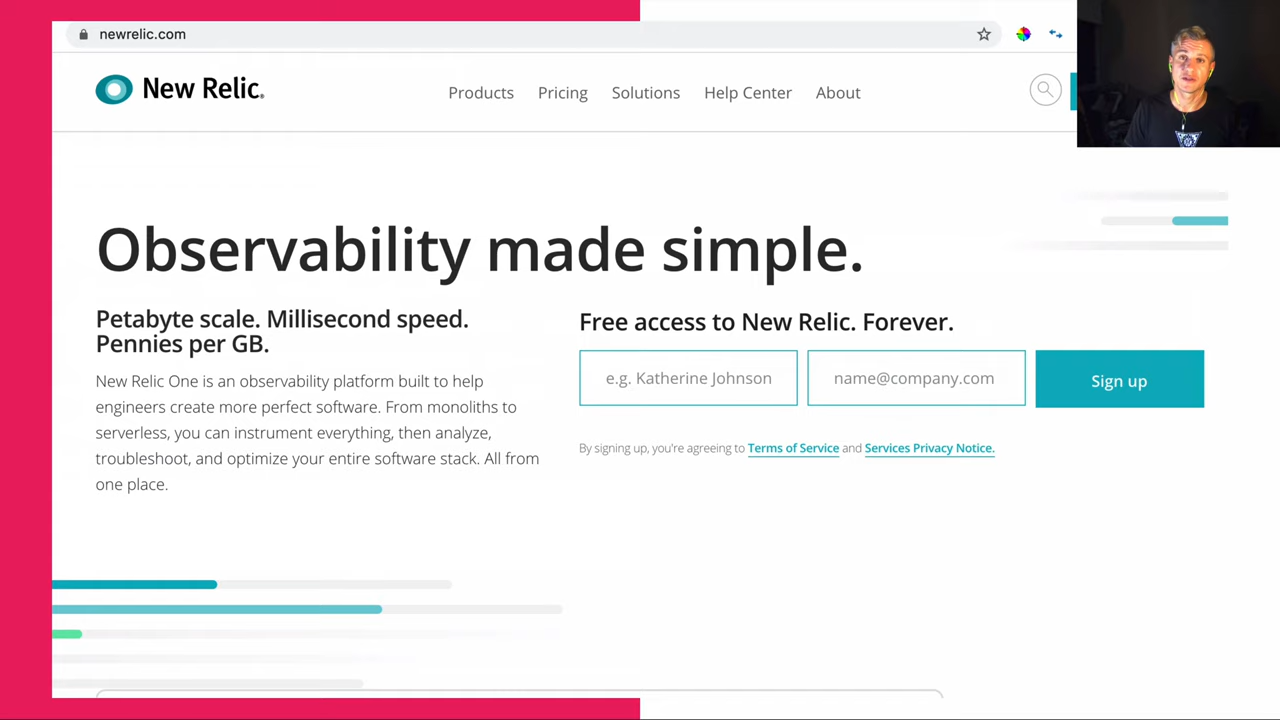 newrelic.com
New Relic.
Products Pricing Solutions Help Center About
Observability made simple.
Petabyte scale. Millisecond speed.
Pennies per GB.
New Relic One is an observability platform built to help
engineers create more perfect software. From monoliths to
serverless, you can instrument everything, then analyze,
troubleshoot, and optimize your entire software stack. All from
one place.
Free access to New Relic. Forever.
e.g. Katherine Johnson name@company.com Sign up
By signing up, you're agreeing to Terms of Service and Services Privacy Notice.